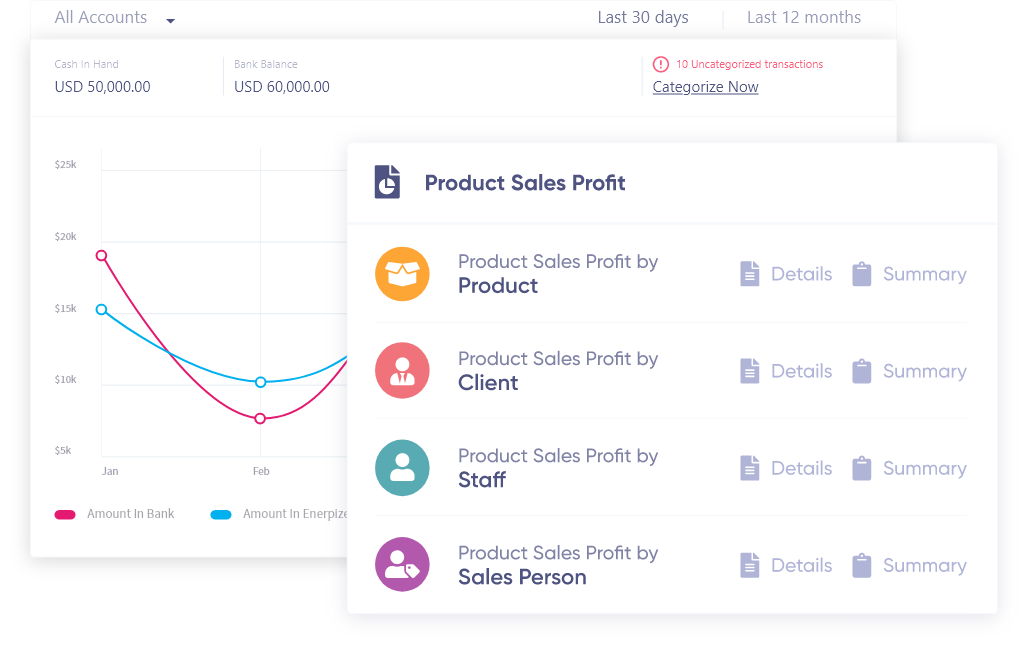 All Accounts
Last 30 days
Last 12 months
Cash In Hand
USD 50,000.00
Bank Balance
USD 60,000.00
10 Uncategorized transactions
Categorize Now
$25k
$20k
$15k
$10k
$5k
Jan
Feb
Amount In Bank
Amount In Enerpize
Product Sales Profit
Product Sales Profit by
Product
Details
Summary
Product Sales Profit by
Client
Details
Summary
Product Sales Profit by
Staff
Details
Summary
Product Sales Profit by
Sales Person
Details
Summary